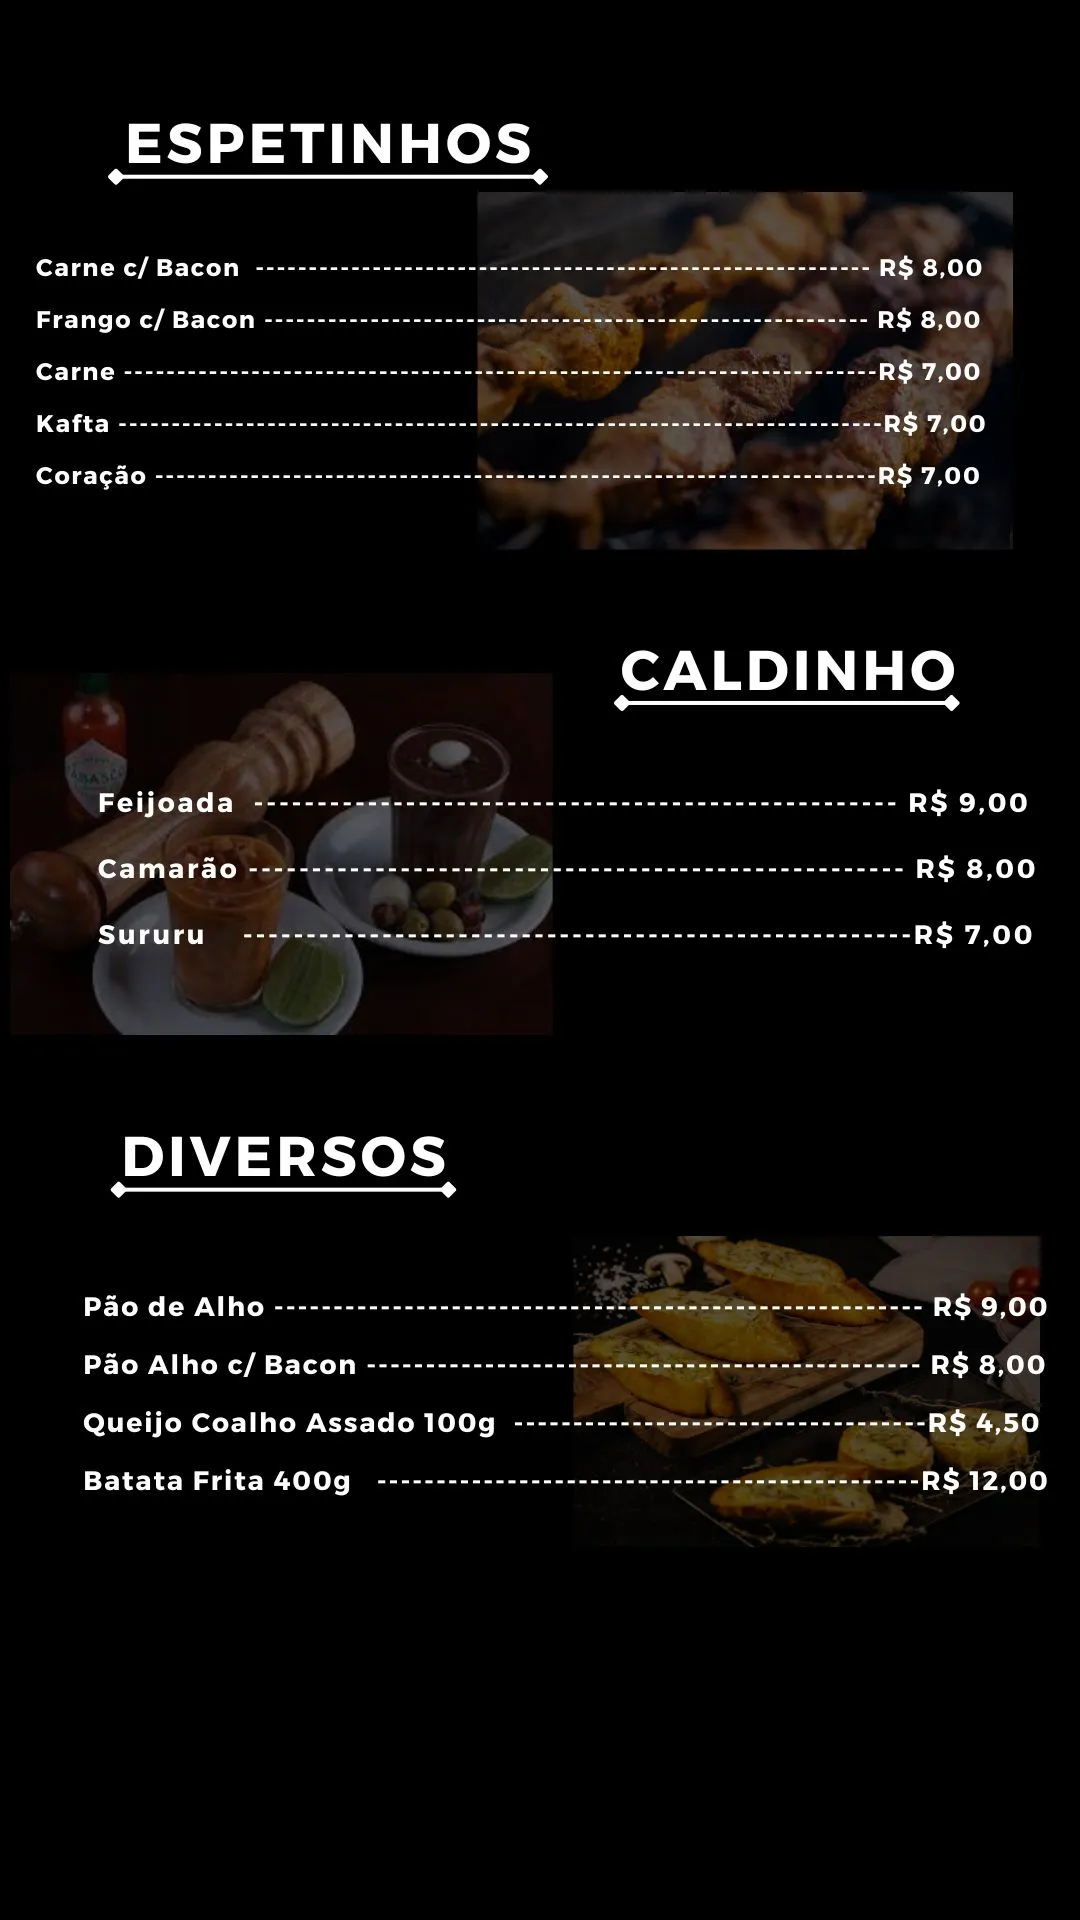 ESPETINHOS
Carne c/ Bacon ---------------------------------------------------------- R$ 8,00
Frango c/ Bacon --------------------------------------------------------- R$ 8,00
Carne -----------------------------------------------------------------------R$ 7,00
Kafta ------------------------------------------------------------------------R$ 7,00
Coração --------------------------------------------------------------------R$ 7,00
CALDINHO
Feijoada --------------------------------------------------- R$ 9,00
Camarão ---------------------------------------------------- R$ 8,00
Sururu -----------------------------------------------------R$ 7,00
DIVERSOS
Pão de Alho ------------------------------------------------------- R$ 9,00
Pão Alho c/ Bacon ----------------------------------------------- R$ 8,00
Queijo Coalho Assado 100g -----------------------------------R$ 4,50
Batata Frita 400g ----------------------------------------------R$ 12,00